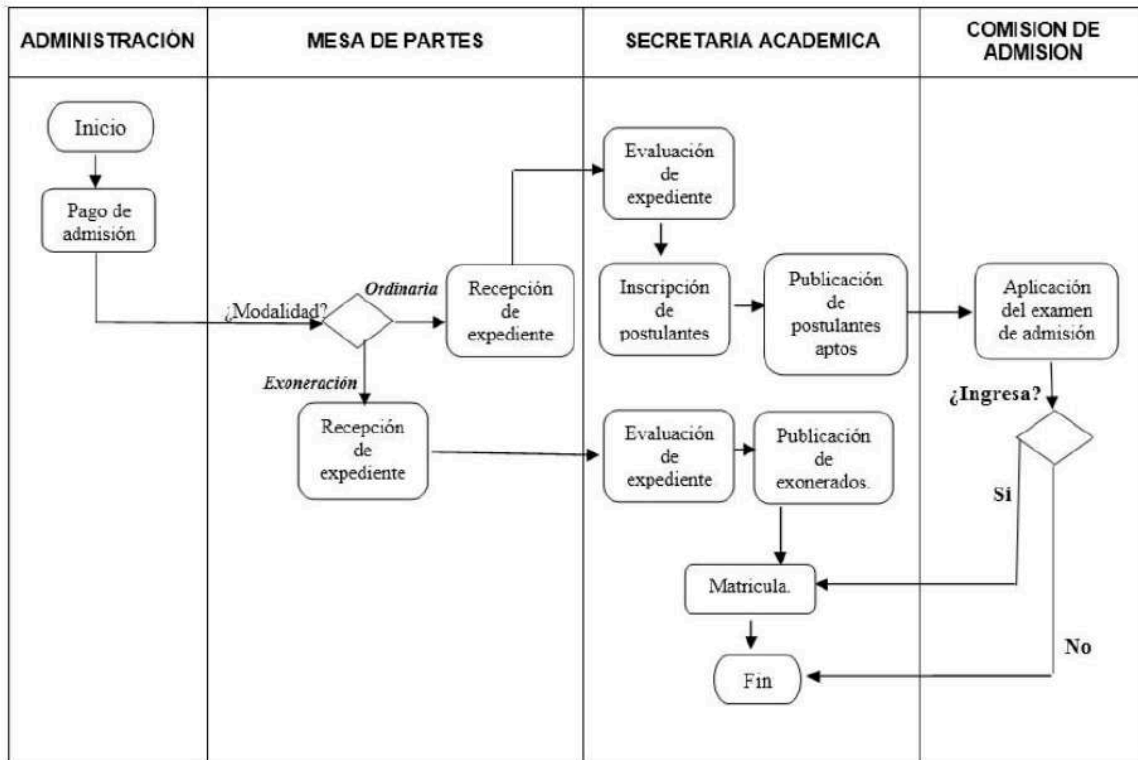 ADMINISTRACIÓN
MESA DE PARTES
SECRETARIA ACADEMICA
COMISION DE
ADMISION
Inicio
Pago de
admisión
¿Modalidad?
Ordinaria
Recepción
de
expediente
Exoneración
Recepción
de
expediente
Evaluación
de
expediente
Inscripción
de
postulantes
Publicación
de
postulantes
aptos
Aplicación
del examen
de admisión
¿Ingresa?
Evaluación
de
expediente
Publicación
de
exonerados.
Sí
Matricula.
No
Fin